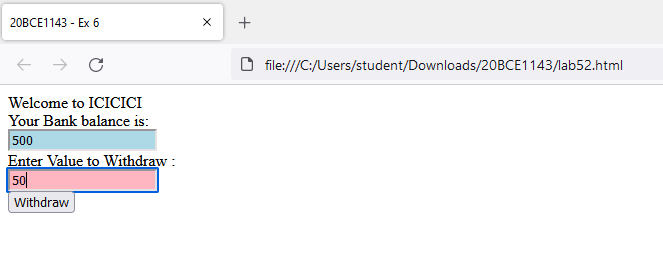 20BCE1143 - Ex 6
file:///C:/Users/student/Downloads/20BCE1143/lab52.html
Welcome to ICICICI
Your Bank balance is:
500
Enter Value to Withdraw :
50
Withdraw